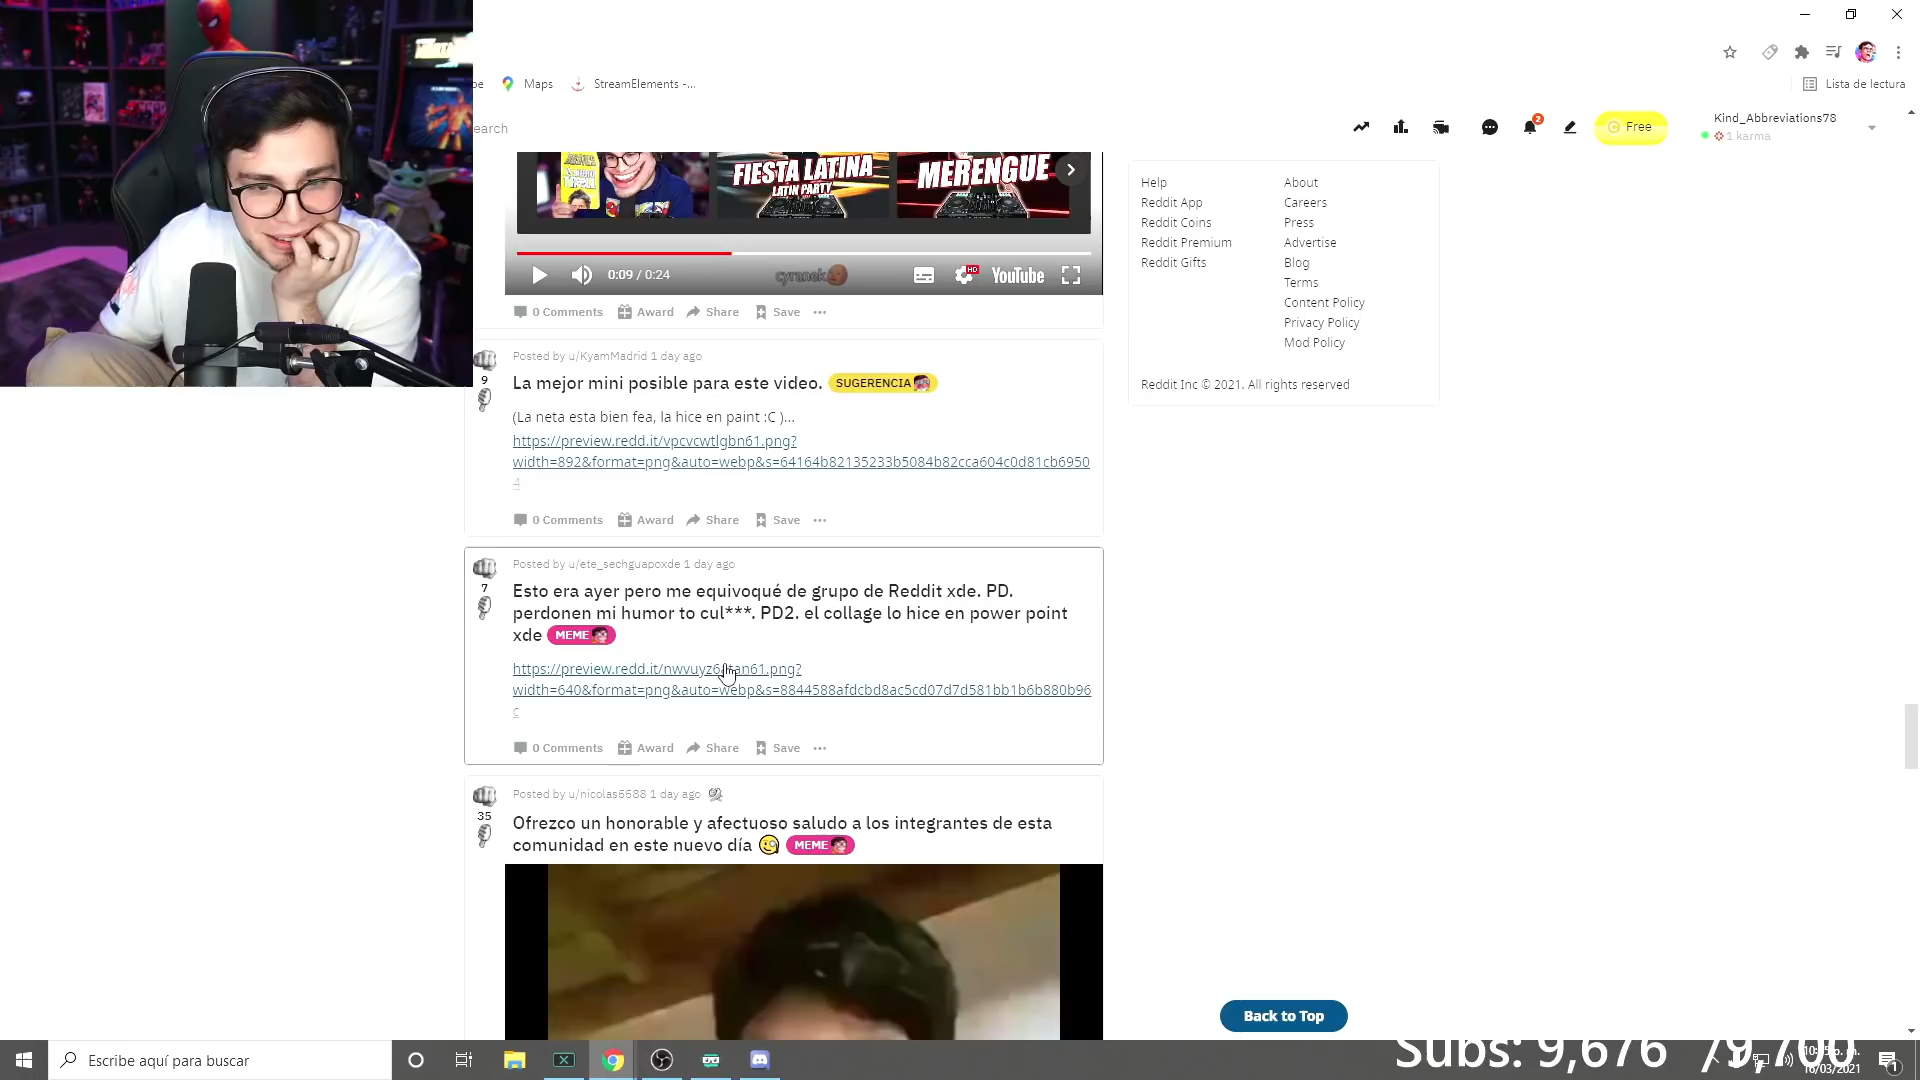 Maps
StreamElements -...
Lista de lectura
earch
2
Free
Kind_Abbreviations78
1 karma
FIESTA LATINA
LATIN PARTY
MERENGUE
0:09 / 0:24
cyranek
HD
YouTube
0 Comments
Award
Share
Save
Help
Reddit App
Reddit Coins
Reddit Premium
Reddit Gifts
About
Careers
Press
Advertise
Blog
Terms
Content Policy
Privacy Policy
Mod Policy
Reddit Inc © 2021. All rights reserved
Posted by u/KyamMadrid 1 day ago
9
La mejor mini posible para este video. SUGERENCIA
(La neta esta bien fea, la hice en paint :C )...
https://preview.redd.it/vpcvcwtlgbn61.png?
width=892&format=png&auto=webp&s=64164b82135233b5084b82cca604c0d81cb6950
4
0 Comments
Award
Share
Save
Posted by u/ete_sechguapoxde 1 day ago
7
Esto era ayer pero me equivoqué de grupo de Reddit xde. PD.
perdonen mi humor to cul***. PD2. el collage lo hice en power point
xde MEME
width=640&format=png&auto=webp&s=8844588afdcbd8ac5cd07d7d581bb1b6b880b96
c
0 Comments
Award
Share
Save
Posted by u/nicolas5588 1 day ago
35
Ofrezco un honorable y afectuoso saludo a los integrantes de esta
comunidad en este nuevo día MEME
Back to Top
Escribe aquí para buscar
Subs: 9,676 /9,700
16/03/2021
1